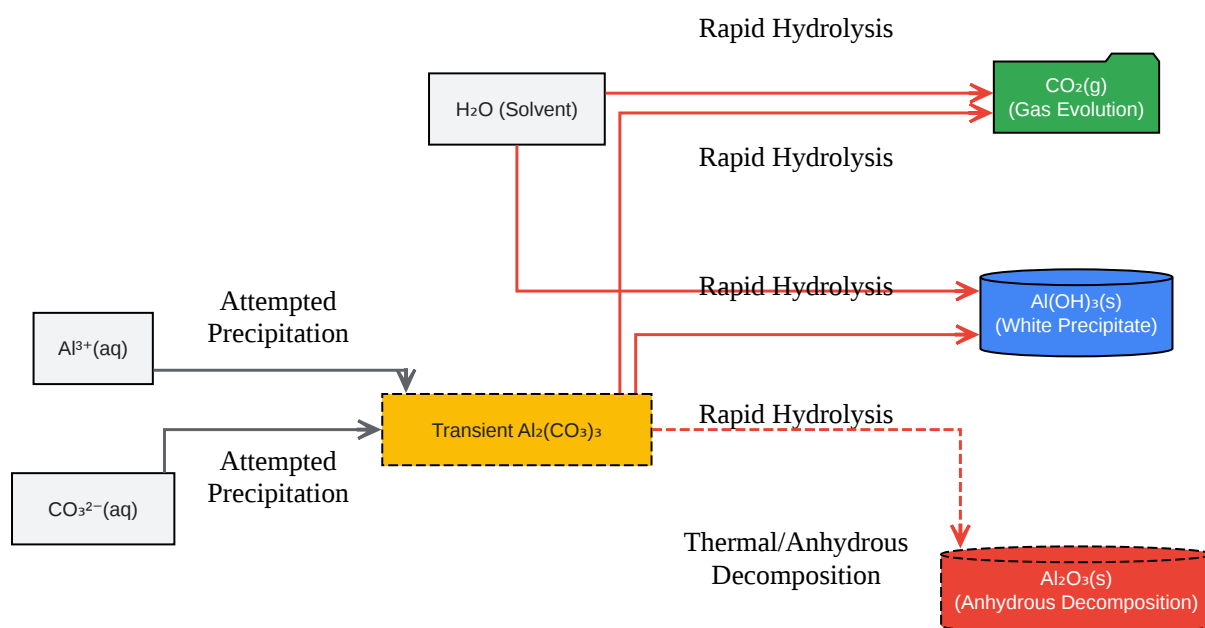 Rapid Hydrolysis
H₂O (Solvent)
CO₂(g)
(Gas Evolution)
Rapid Hydrolysis
Rapid Hydrolysis
Al(OH)₃(s)
(White Precipitate)
Attempted
Precipitation
Al³⁺(aq)
Transient Al₂(CO₃)₃
Rapid Hydrolysis
Attempted
Precipitation
CO₃²⁻(aq)
Thermal/Anhydrous
Decomposition
Al₂O₃(s)
(Anhydrous Decomposition)